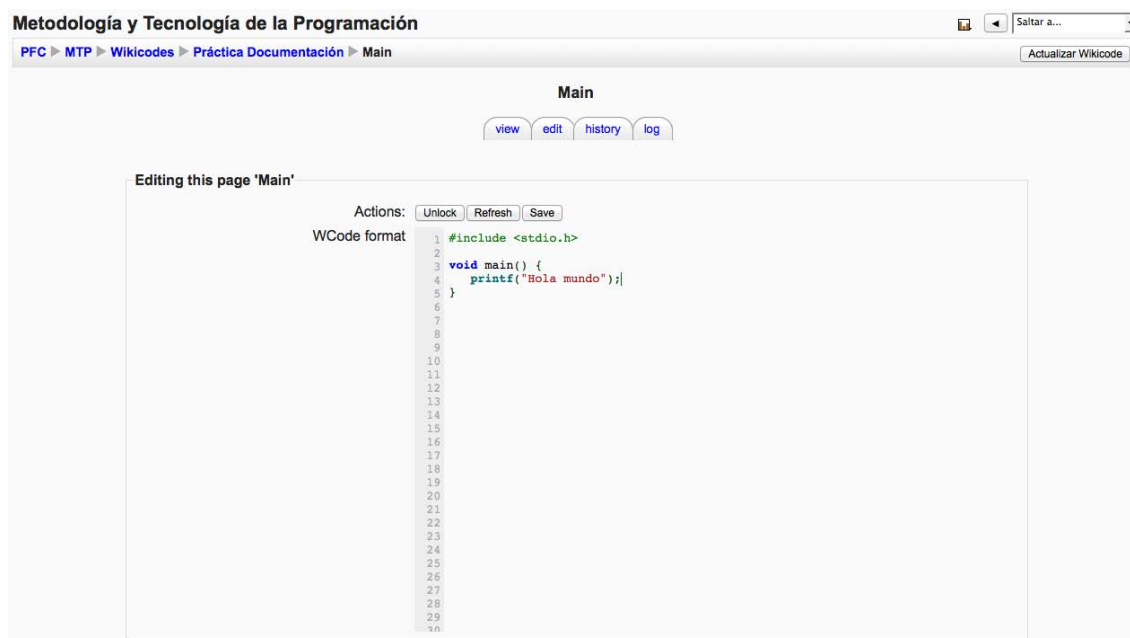 Metodología y Tecnología de la Programación
Saltar a...
PFC ▶ MTP ▶ Wikicodes ▶ Práctica Documentación ▶ Main
Actualizar Wikicode
Main
view edit history log
Editing this page 'Main'
Actions: Unlock Refresh Save
WCode format
1 #include <stdio.h>
2
3 void main() {
4 printf("Hola mundo");
5 }
6
7
8
9
10
11
12
13
14
15
16
17
18
19
20
21
22
23
24
25
26
27
28
29
30